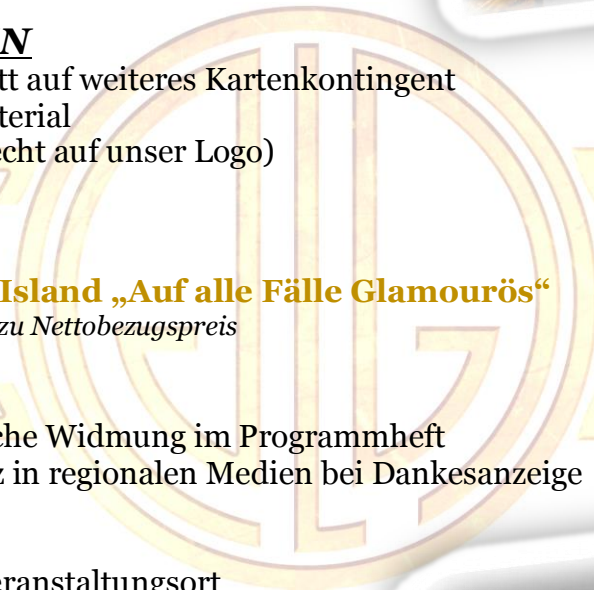 N
tt auf weiteres Kartenkontingent
terial
echt auf unser Logo)
Island „Auf alle Fälle Glamourös“
zu Nettobezugspreis
che Widmung im Programmheft
z in regionalen Medien bei Dankesanzeige
eranstaltungsort